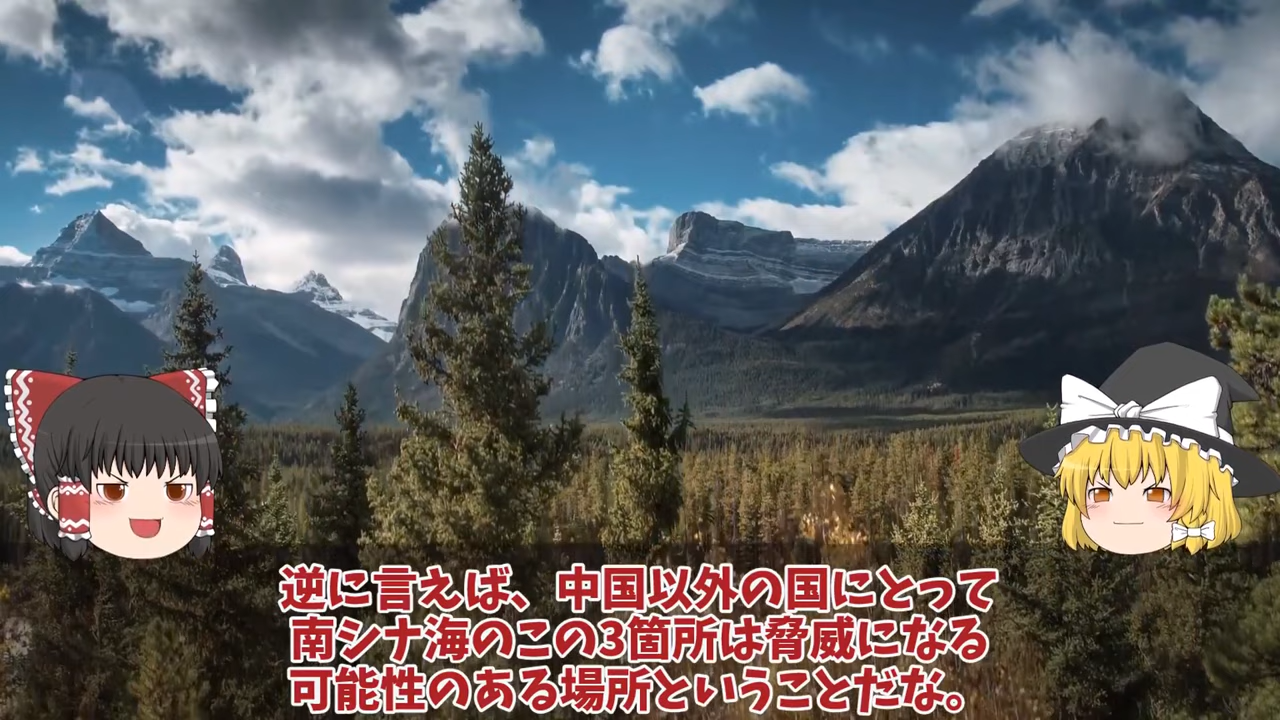 逆に言えば、中国以外の国にとって
南シナ海のこの3箇所は脅威になる
可能性のある場所ということだな。